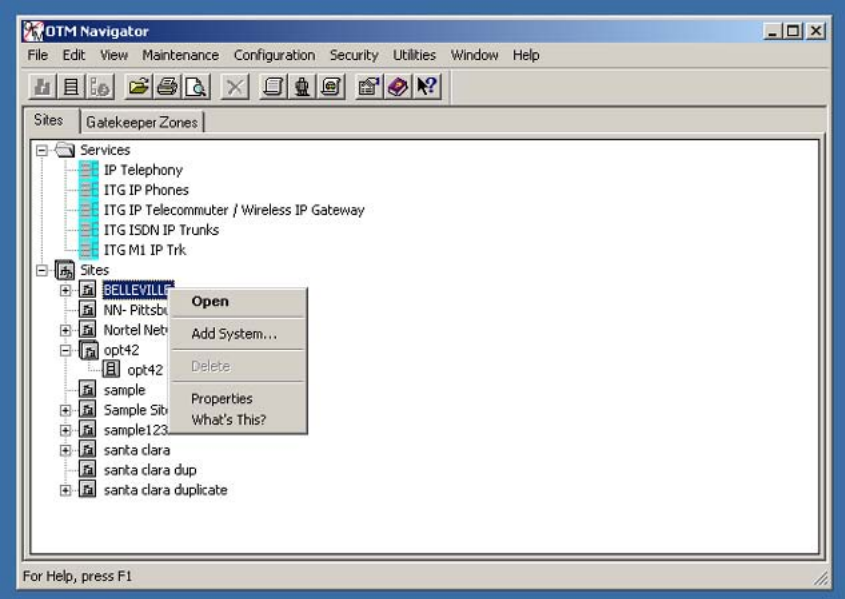 OTM Navigator
File Edit View Maintenance Configuration Security Utilities Window Help
Sites Gatekeeper Zones
Services
IP Telephony
ITG IP Phones
ITG IP Telecommuter / Wireless IP Gateway
ITG ISDN IP Trunks
ITG M1 IP Trk
Sites
BELLEVILLE
Open
NN- Pittsbu
Nortel Net
Add System...
opt42
opt42
Delete
sample
Properties
Sample Sit
What's This?
sample123
santa clara
santa clara dup
santa clara duplicate
For Help, press F1